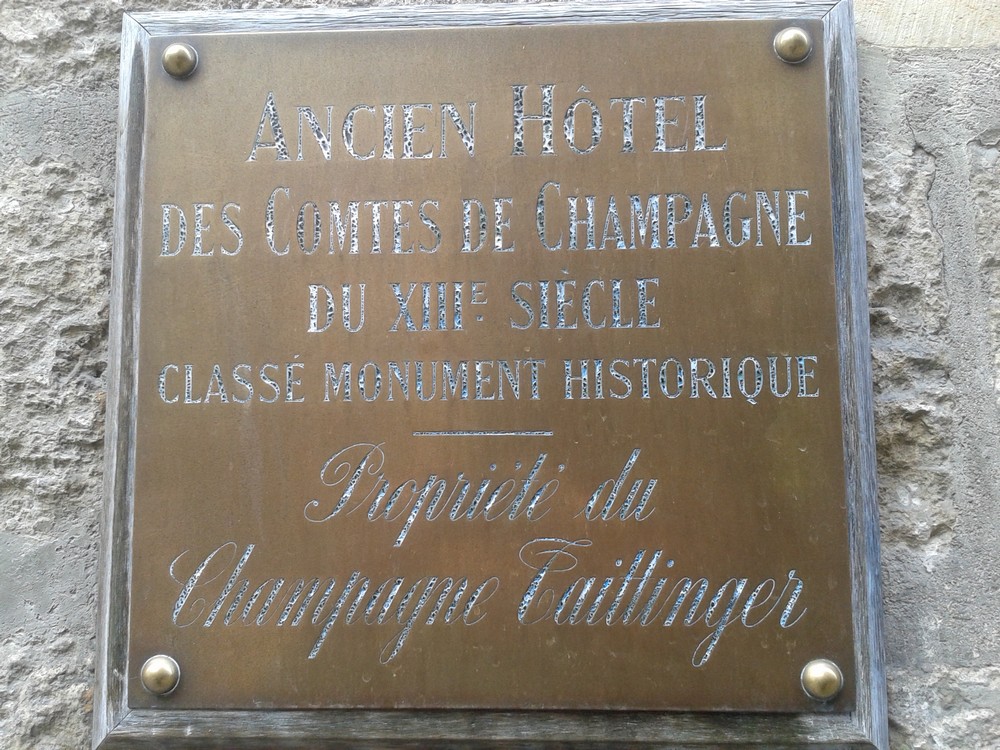 ANCIEN HÔTEL
DES COMTES DE CHAMPAGNE
DU XIIIE. SIÈCLE
CLASSÉ MONUMENT HISTORIQUE
Propriété du
Champagne Taittinger